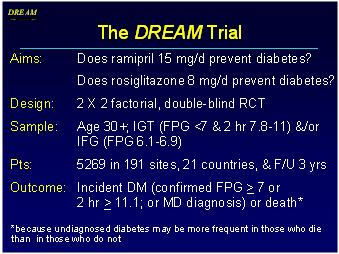 DREAM
The DREAM Trial
Aims: Does ramipril 15 mg/d prevent diabetes?
Does rosiglitazone 8 mg/d prevent diabetes?
Design: 2 X 2 factorial, double-blind RCT
Sample: Age 30+; IGT (FPG <7 & 2 hr 7.8-11) &/or
IFG (FPG 6.1-6.9)
Pts: 5269 in 191 sites, 21 countries, & F/U 3 yrs
Outcome: Incident DM (confirmed FPG ≥ 7 or
2 hr ≥ 11.1; or MD diagnosis) or death*
*because undiagnosed diabetes may be more frequent in those who die
than in those who do not